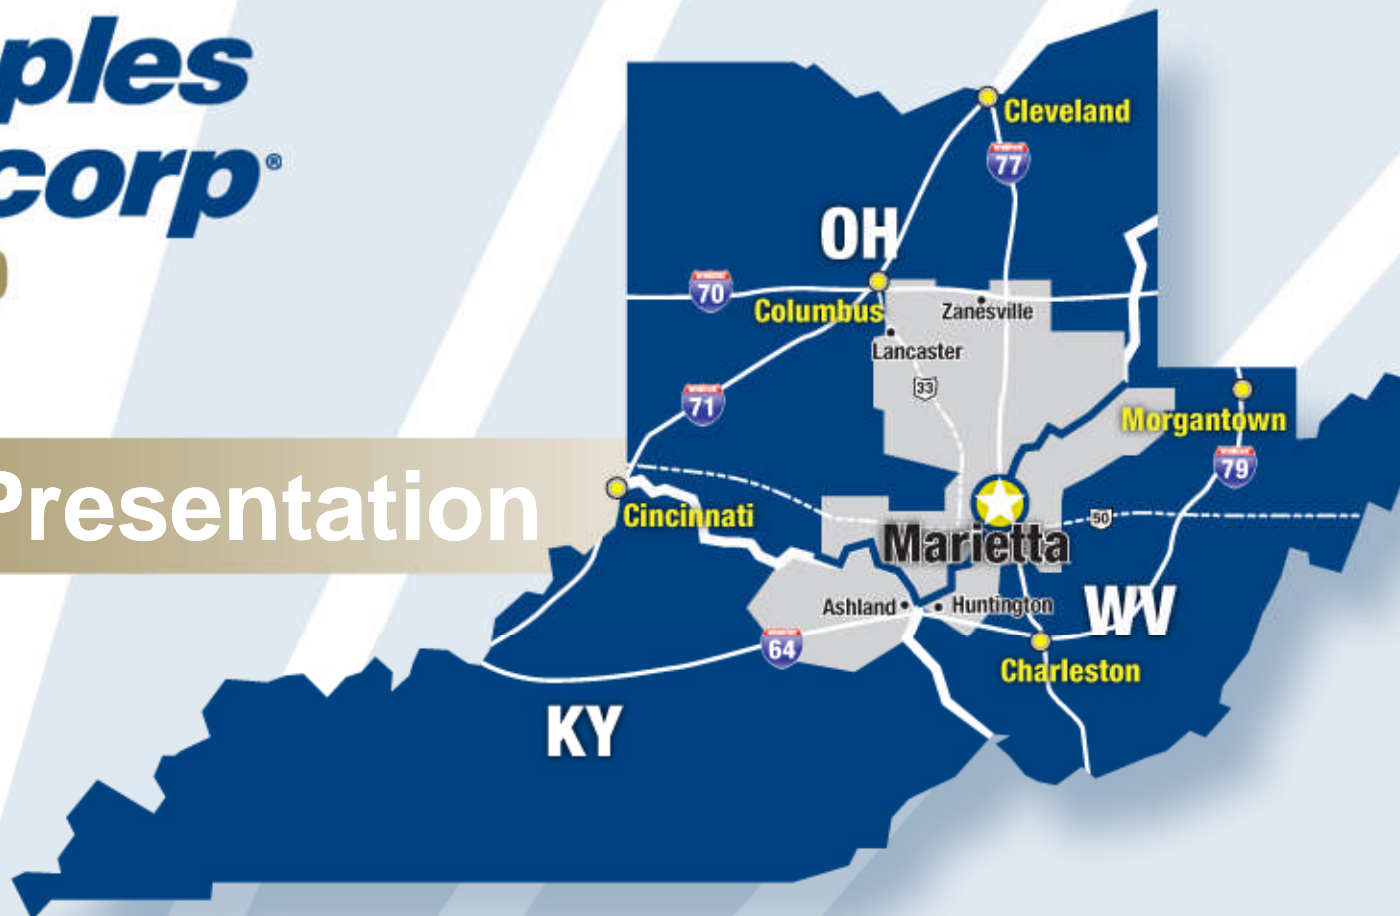 ples
corp®
Presentation
Cleveland
77
OH
70
Columbus
Zanesville
Lancaster
33
71
Morgantown
79
Cincinnati
50
Marietta
Ashland
Huntington
WV
64
Charleston
KY